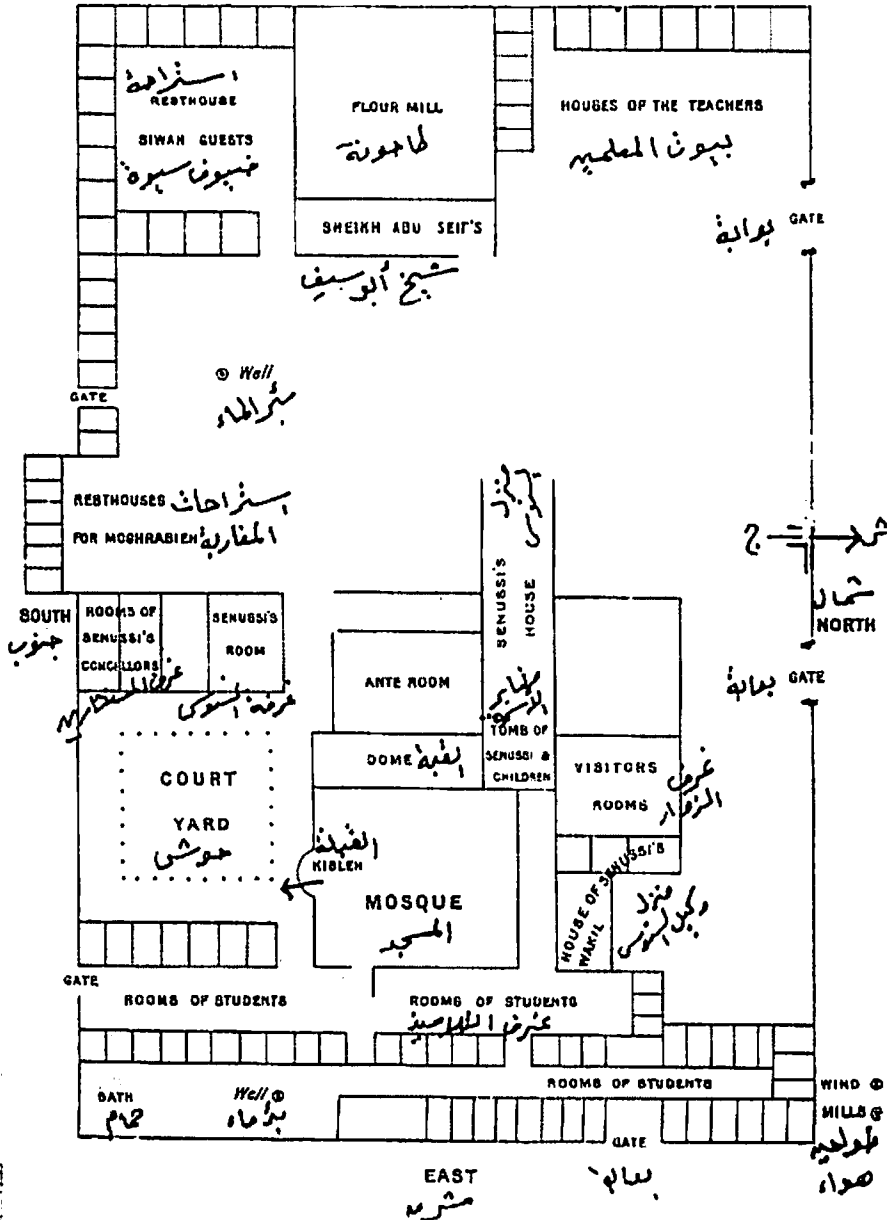 استراحة
RESTHOUSE
SIWAH GUESTS
ضيوف سيوة
FLOUR MILL
طاحونة
HOUSES OF THE TEACHERS
بيوت المعلمين
SHEIKH ABU SEIF'S
شيخ أبو سيف
بوابة GATE
Well
بئر الماء
GATE
RESTHOUSES استراحات
FOR MOGHRABIEH المغاربة
SENUSSI'S
HOUSE
ج ش
شمال
NORTH
SOUTH
جنوب
ROOMS OF
SENUSSI'S
CONCILLORS
SENUSSI'S
ROOM
غرفة السنوسي
ANTE ROOM
بوابة GATE
TOMB OF
SENUSSI &
CHILDREN
DOME القبة
VISITORS
ROOMS
غرف
الزوار
COURT
YARD
حوش
القبلة
KIBLEH
MOSQUE
المسجد
HOUSE OF SENUSSI'S
WAKIL
منزل
وكيل السنوسي
GATE
ROOMS OF STUDENTS
ROOMS OF STUDENTS
غرف التلاميذ
ROOMS OF STUDENTS
WIND
MILLS
هواء
BATH
حمام
Well
بئر ماء
GATE
بوابة
EAST
شرق